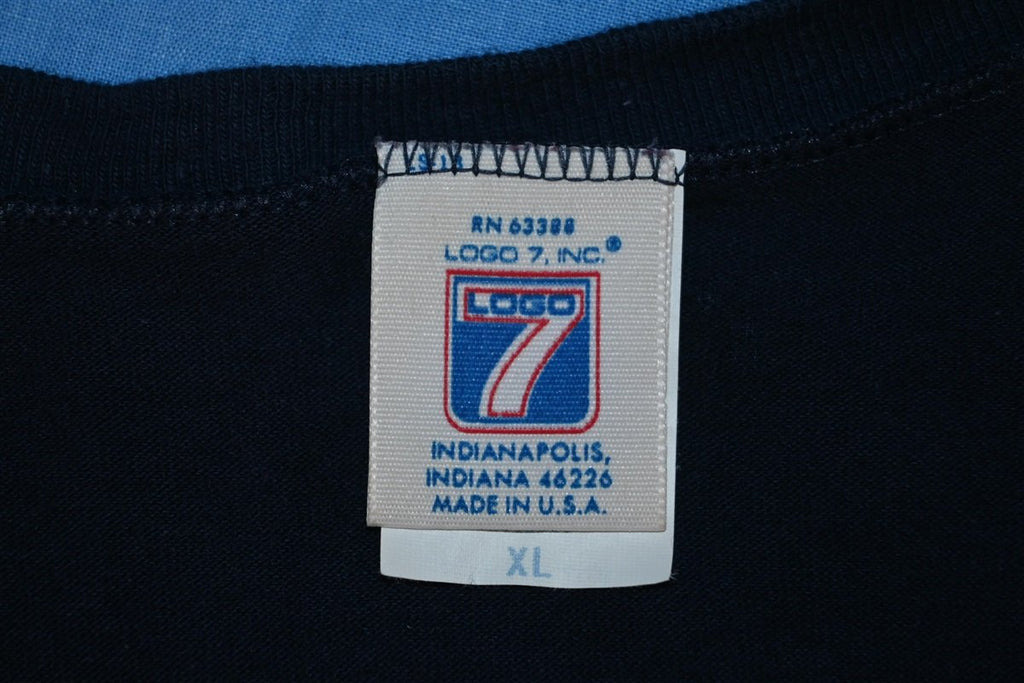 RN 63388
LOGO 7, INC.®
LOGO
7
INDIANAPOLIS,
INDIANA 46226
MADE IN U.S.A.
XL